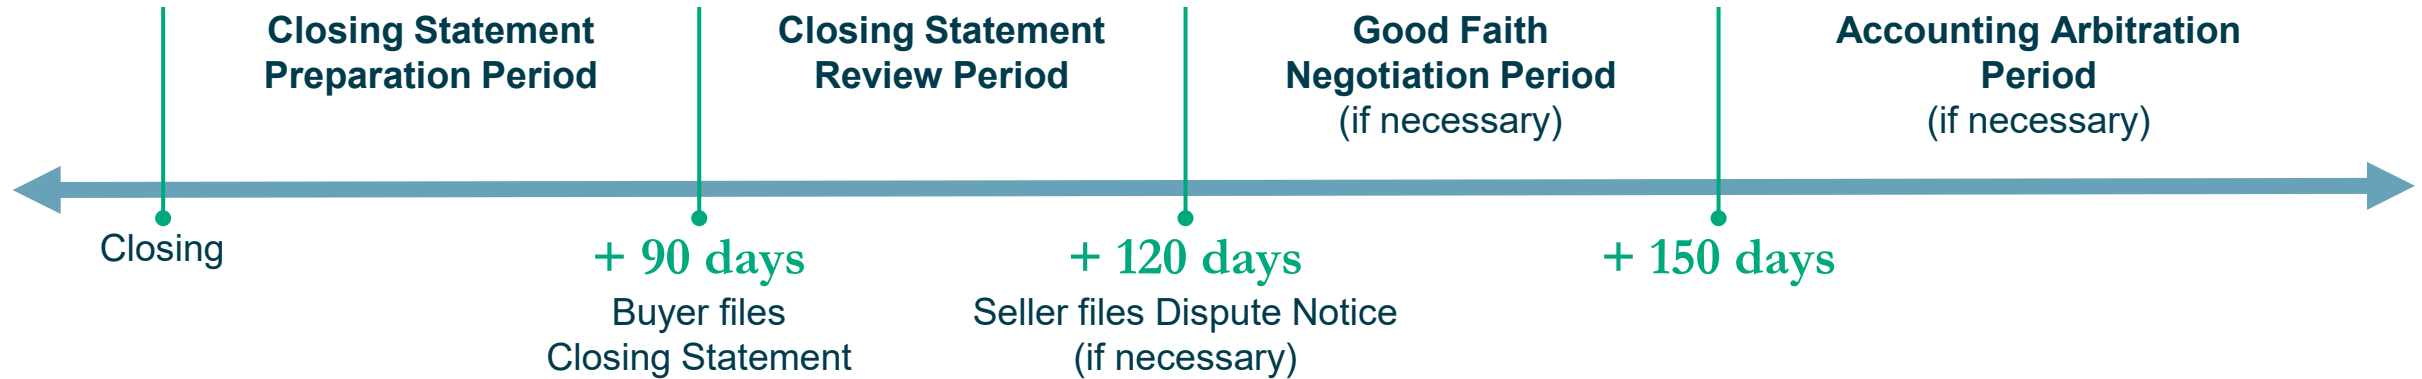 Closing Statement
Preparation Period
Closing Statement
Review Period
Good Faith
Negotiation Period
(if necessary)
Accounting Arbitration
Period
(if necessary)
Closing
+ 90 days
Buyer files
Closing Statement
+ 120 days
Seller files Dispute Notice
(if necessary)
+ 150 days